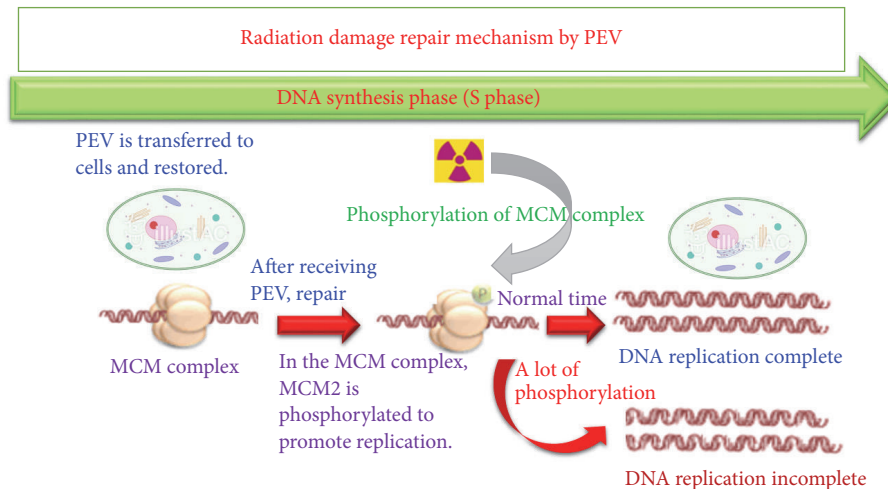 Radiation damage repair mechanism by PEV
DNA synthesis phase (S phase)
PEV is transferred to
cells and restored.
Phosphorylation of MCM complex
After receiving
PEV, repair
P
Normal time
MCM complex
In the MCM complex,
MCM2 is
phosphorylated to
promote replication.
A lot of
phosphorylation
DNA replication complete
DNA replication incomplete